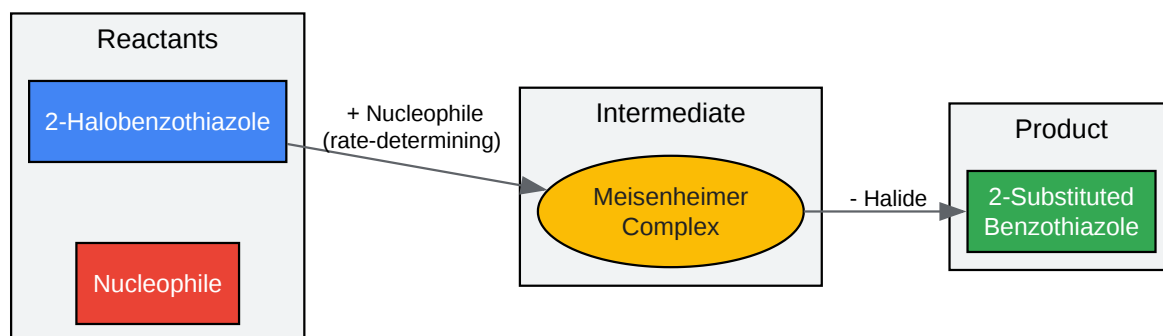 Reactants
2-Halobenzothiazole
Nucleophile
+ Nucleophile
(rate-determining)
Intermediate
Meisenheimer
Complex
- Halide
Product
2-Substituted
Benzothiazole